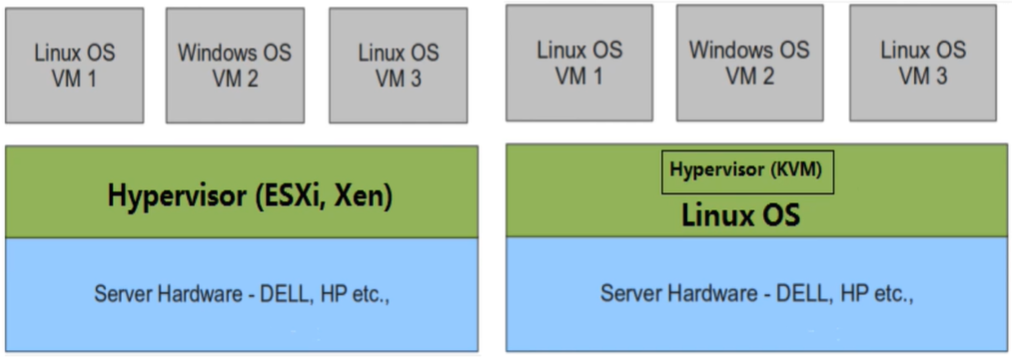 Linux OS
VM 1
Windows OS
VM 2
Linux OS
VM 3
Hypervisor (ESXi, Xen)
Server Hardware - DELL, HP etc.,
Linux OS
VM 1
Windows OS
VM 2
Linux OS
VM 3
Hypervisor (KVM)
Linux OS
Server Hardware - DELL, HP etc.,